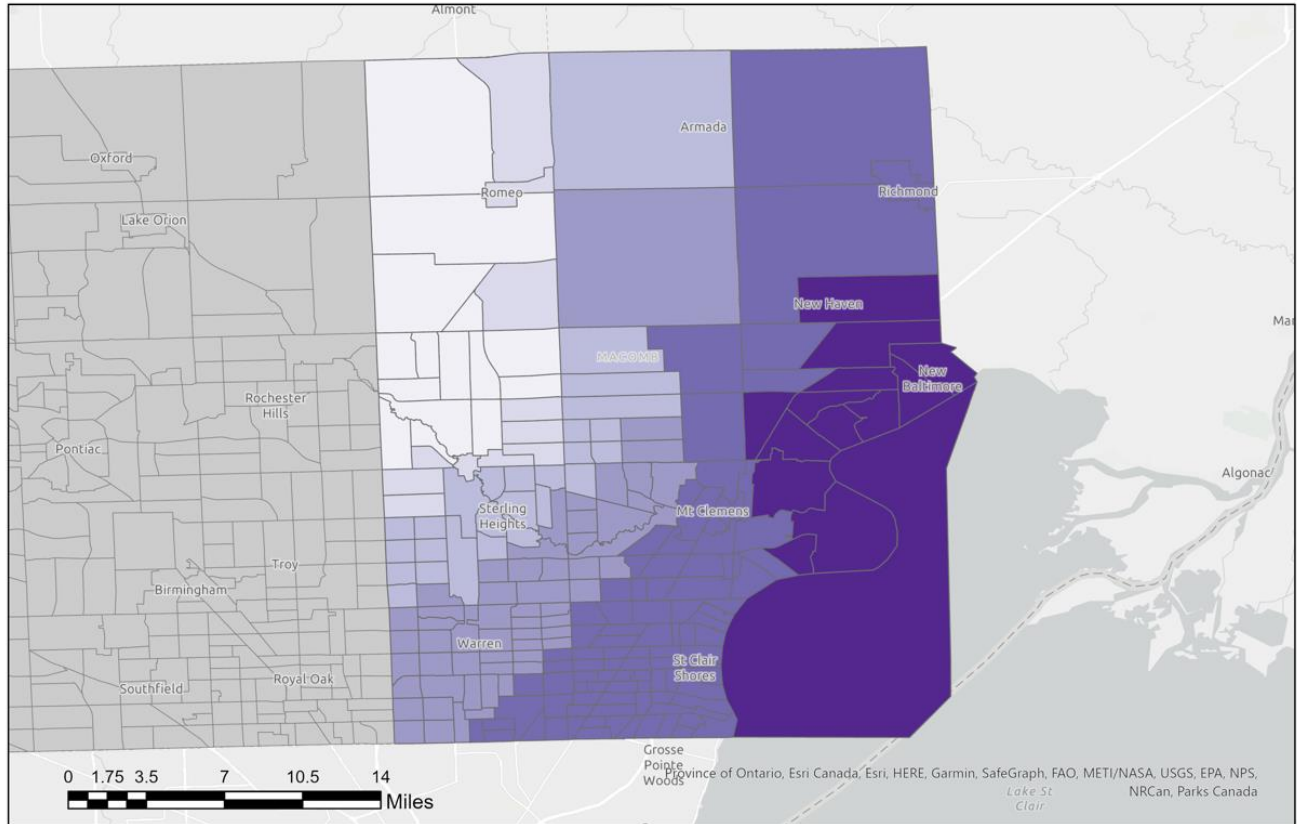 Almont
Armada
Oxford
Romeo
Richmond
Lake Orion
New Haven
Mar
MACOMB
New
Baltimore
Rochester
Hills
Pontiac
Algonac
Sterling
Heights
Mt Clemens
Troy
Birmingham
Warren
St Clair
Shores
Royal Oak
Southfield
Grosse
Pointe
Woods
0 1.75 3.5 7 10.5 14
Miles
Province of Ontario, Esri Canada, Esri, HERE, Garmin, SafeGraph, FAO, METI/NASA, USGS, EPA, NPS,
NRCan, Parks Canada
Lake St
Clair